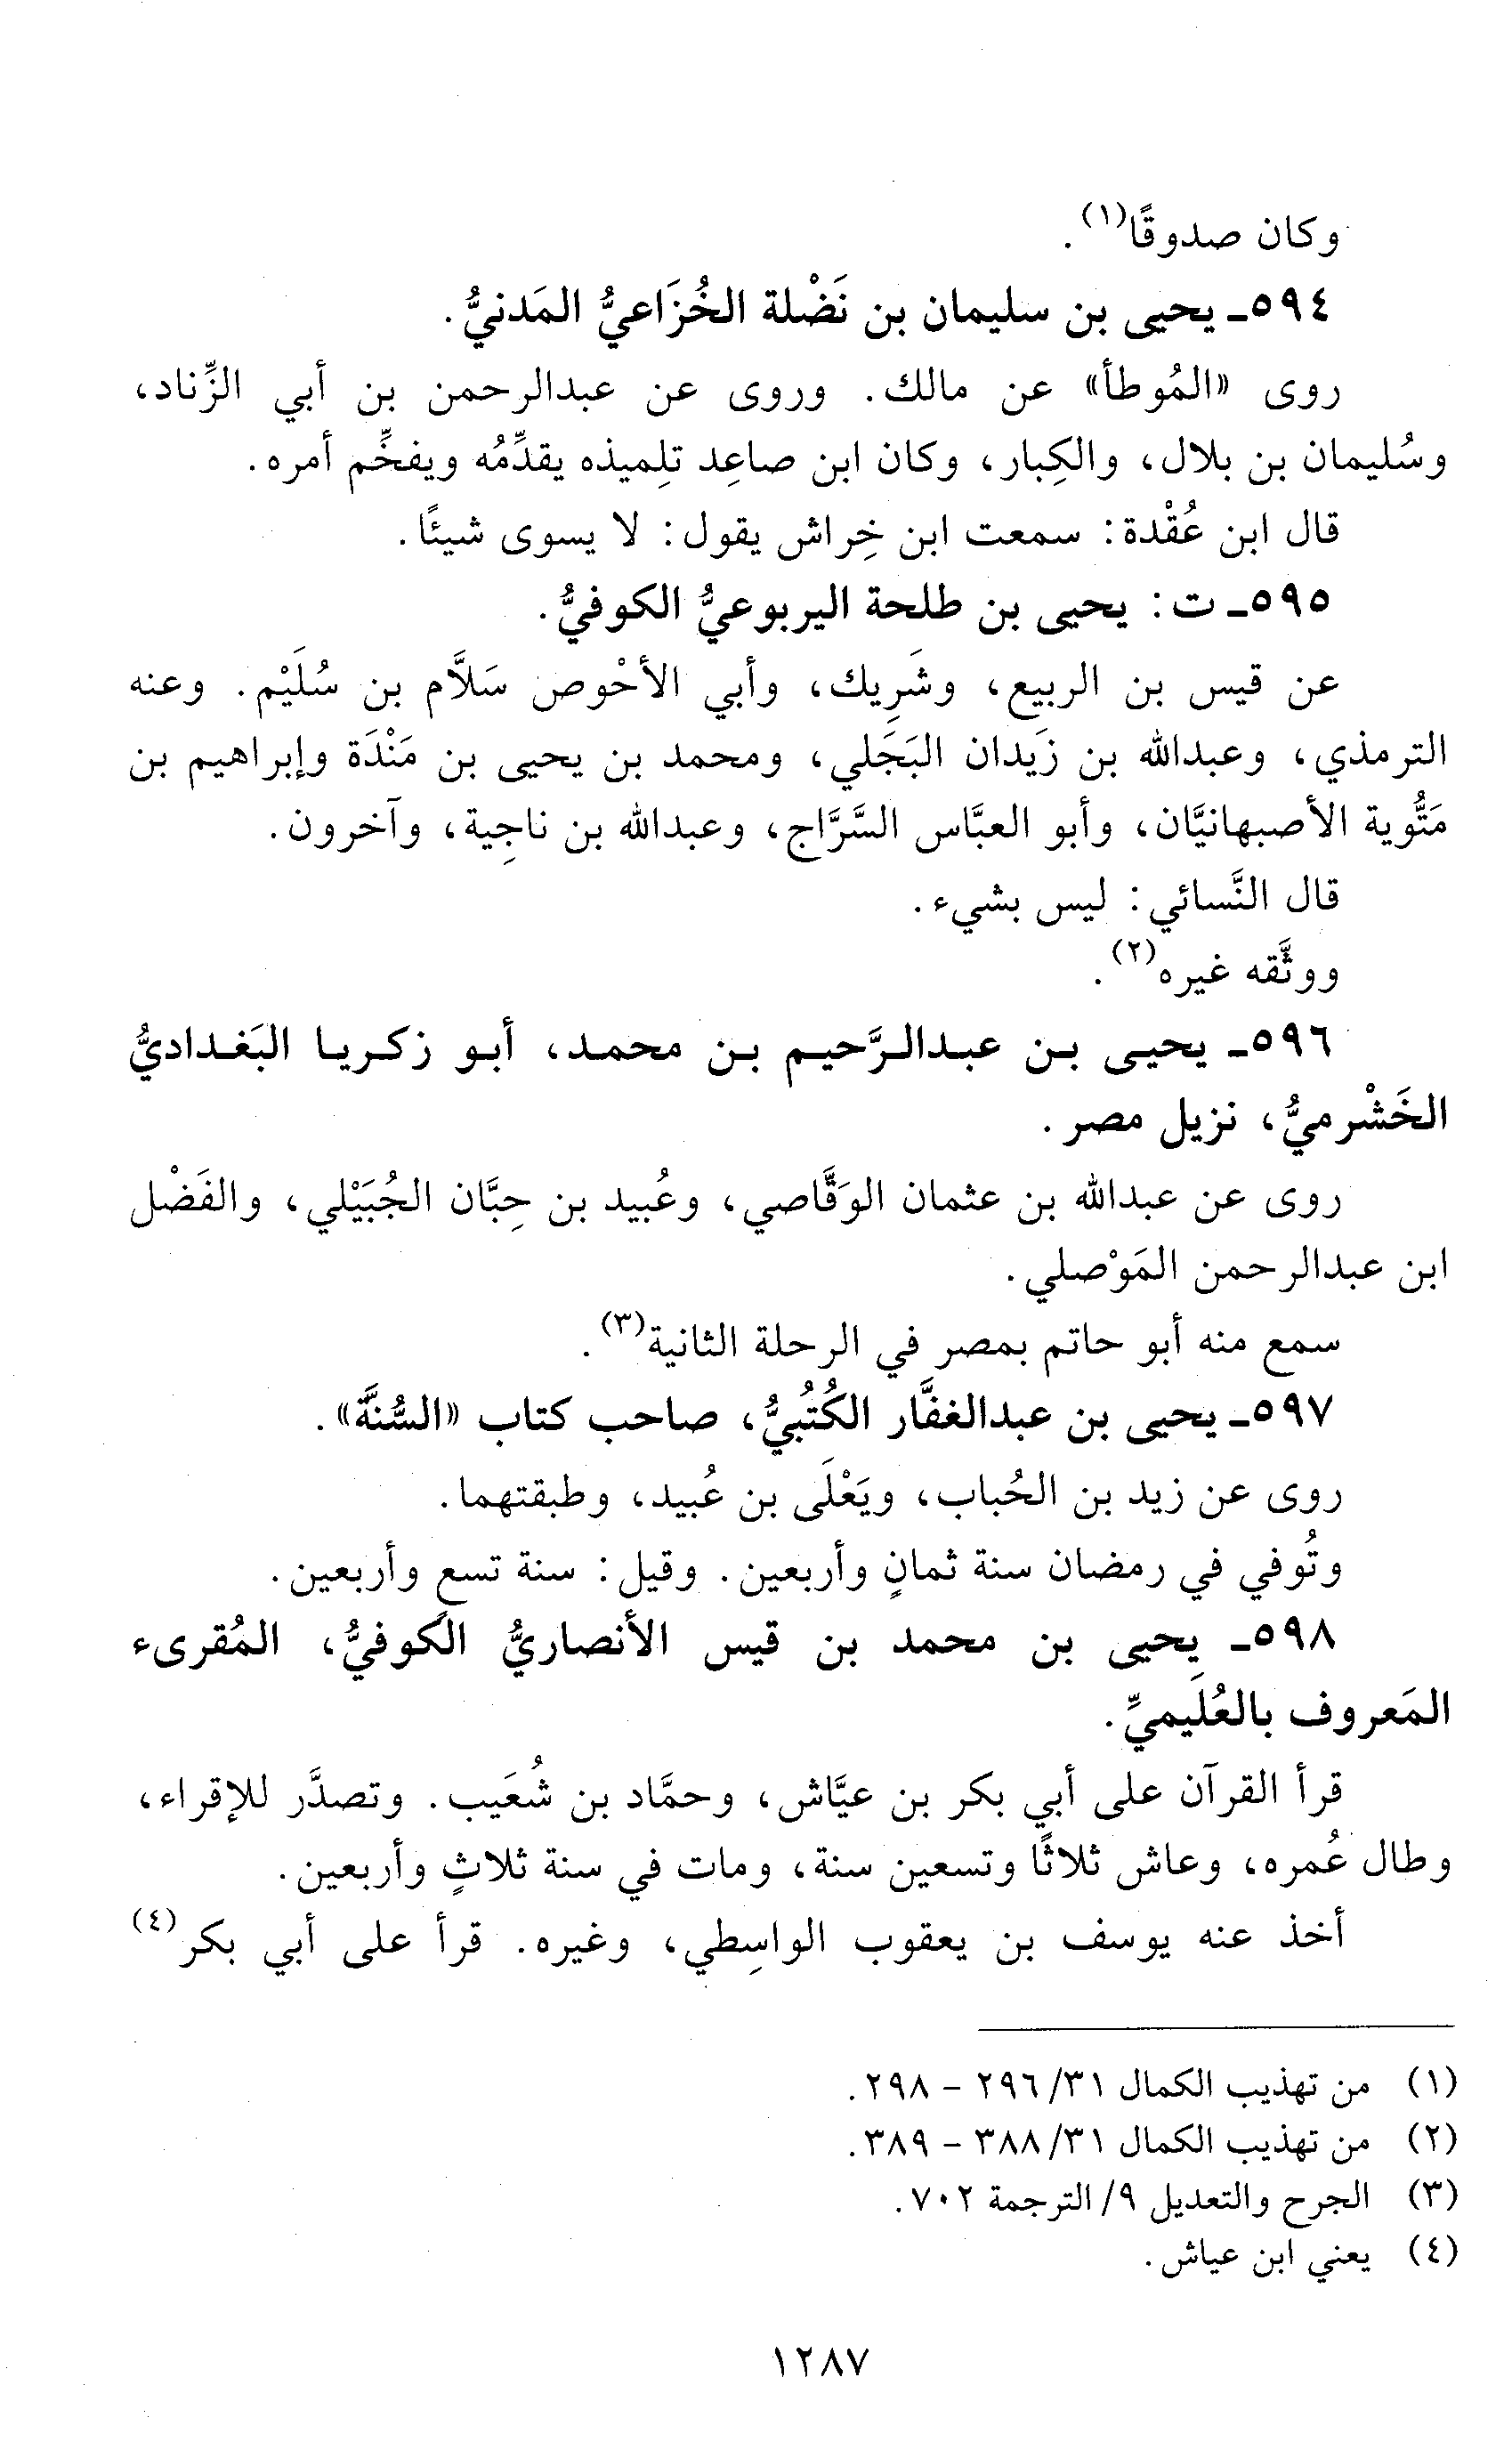 وكان صدوقًا(١).
٥٩٤ـ يحيى بن سليمان بن نَضْلة الخُزَاعيُّ المَدنيُّ.
روى «المُوطأ» عن مالك. وروى عن عبدالرحمن بن أبي الزِّناد،
وسُليمان بن بلال، والكِبار، وكان ابن صاعِد تلِميذه يقدِّمُه ويفخِّم أمره.
قال ابن عُقْدة: سمعت ابن خِراش يقول: لا يسوى شيئًا.
٥٩٥ـ ت: يحيى بن طلحة اليربوعيُّ الكوفيُّ.
عن قيس بن الربيع، وشَرِيك، وأبي الأحْوص سَلاَّم بن سُلَيْم. وعنه
الترمذي، وعبدالله بن زَيدان البَجَلي، ومحمد بن يحيى بن مَنْدَة وإبراهيم بن
مَتُّوية الأصبهانيَّان، وأبو العبَّاس السَّرَّاج، وعبدالله بن ناجِية، وآخرون.
قال النَّسائي: ليس بشيء.
ووثَّقه غيره(٢).
٥٩٦ـ يحيى بن عبدالرَّحيم بن محمد، أبو زكريا البَغداديُّ
الخَشْرميُّ، نزيل مصر.
روى عن عبدالله بن عثمان الوَقَّاصي، وعُبيد بن حِبَّان الجُبَيْلي، والفَضْل
ابن عبدالرحمن المَوْصلي.
سمع منه أبو حاتم بمصر في الرحلة الثانية(٣).
٥٩٧ـ يحيى بن عبدالغفَّار الكُتُبيُّ، صاحب كتاب «السُّنَّة».
روى عن زيد بن الحُباب، ويَعْلَى بن عُبيد، وطبقتهما.
وتُوفي في رمضان سنة ثمانٍ وأربعين. وقيل: سنة تسعٍ وأربعين.
٥٩٨ـ يحيى بن محمد بن قيس الأنصاريُّ الكوفيُّ، المُقرىء
المَعروف بالعُلَيميِّ.
قرأ القرآن على أبي بكر بن عيَّاش، وحمَّاد بن شُعَيب. وتصدَّر للإقراء،
وطال عُمره، وعاش ثلاثًا وتسعين سنة، ومات في سنة ثلاثٍ وأربعين.
أخذ عنه يوسف بن يعقوب الواسِطي، وغيره. قرأ على أبي بكر(٤)
(١) من تهذيب الكمال ٣١/ ٢٩٦ - ٢٩٨.
(٢) من تهذيب الكمال ٣١/ ٣٨٨ - ٣٨٩.
(٣) الجرح والتعديل ٩/ الترجمة ٧٠٢.
(٤) يعني ابن عياش.
١٢٨٧